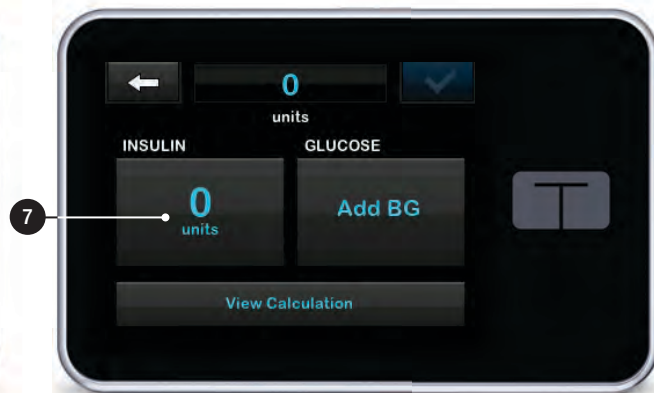 0
units
INSULIN GLUCOSE
7
0
units
Add BG
View Calculation